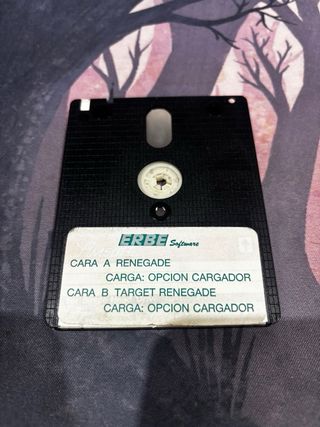 ERBE Software
CARA A RENEGADE
CARGA: OPCION CARGADOR
CARA B TARGET RENEGADE
CARGA: OPCION CARGADOR